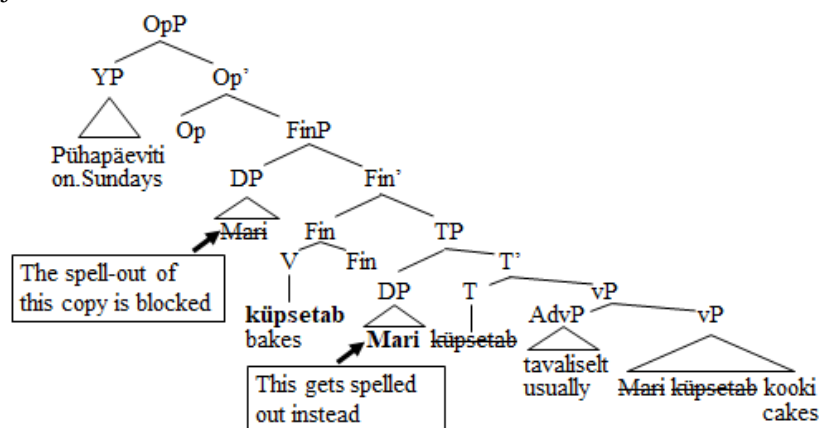 OpP
YP Op’
Op FinP
Pühapäeviti
on.Sundays
DP Fin’
Mari Fin TP
The spell-out of
this copy is blocked
V Fin T’
DP T vP
küpsetab
bakes
Mari küpsetab
AdvP vP
This gets spelled
out instead
tavaliselt
usually
Mari küpsetab kooki
cakes